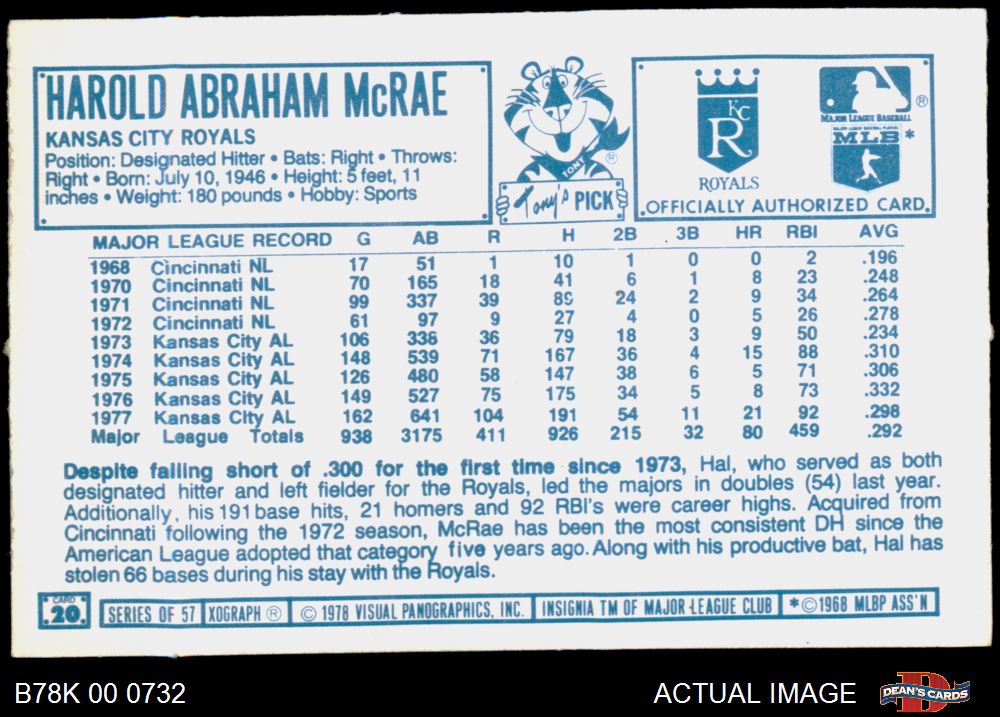 HAROLD ABRAHAM McRAE
KANSAS CITY ROYALS
Position: Designated Hitter • Bats: Right • Throws:
Right • Born: July 10, 1946 • Height: 5 feet, 11
inches • Weight: 180 pounds • Hobby: Sports
TONY
®
Tony's PICK
KC
R
ROYALS
®
MAJOR LEAGUE BASEBALL
MAJOR LEAGUE BASEBALL PLAYERS
MLB *
OFFICIALLY AUTHORIZED CARD.
MAJOR LEAGUE RECORD G AB R H 2B 3B HR RBI AVG
1968 Cincinnati NL 17 51 1 10 1 0 0 2 .196
1970 Cincinnati NL 70 165 18 41 6 1 8 23 .248
1971 Cincinnati NL 99 337 39 89 24 2 9 34 .264
1972 Cincinnati NL 61 97 9 27 4 0 5 26 .278
1973 Kansas City AL 106 338 36 79 18 3 9 50 .234
1974 Kansas City AL 148 539 71 167 36 4 15 88 .310
1975 Kansas City AL 126 480 58 147 38 6 5 71 .306
1976 Kansas City AL 149 527 75 175 34 5 8 73 .332
1977 Kansas City AL 162 641 104 191 54 11 21 92 .298
Major League Totals 938 3175 411 926 215 32 80 459 .292
Despite falling short of .300 for the first time since 1973, Hal, who served as both
designated hitter and left fielder for the Royals, led the majors in doubles (54) last year.
Additionally, his 191 base hits, 21 homers and 92 RBI's were career highs. Acquired from
Cincinnati following the 1972 season, McRae has been the most consistent DH since the
American League adopted that category five years ago. Along with his productive bat, Hal has
stolen 66 bases during his stay with the Royals.
CARD
.20.
SERIES OF 57 XOGRAPH ® © 1978 VISUAL PANOGRAPHICS, INC. INSIGNIA TM OF MAJOR LEAGUE CLUB *©1968 MLBP ASS'N
B78K 00 0732
ACTUAL IMAGE
DEAN'S CARDS